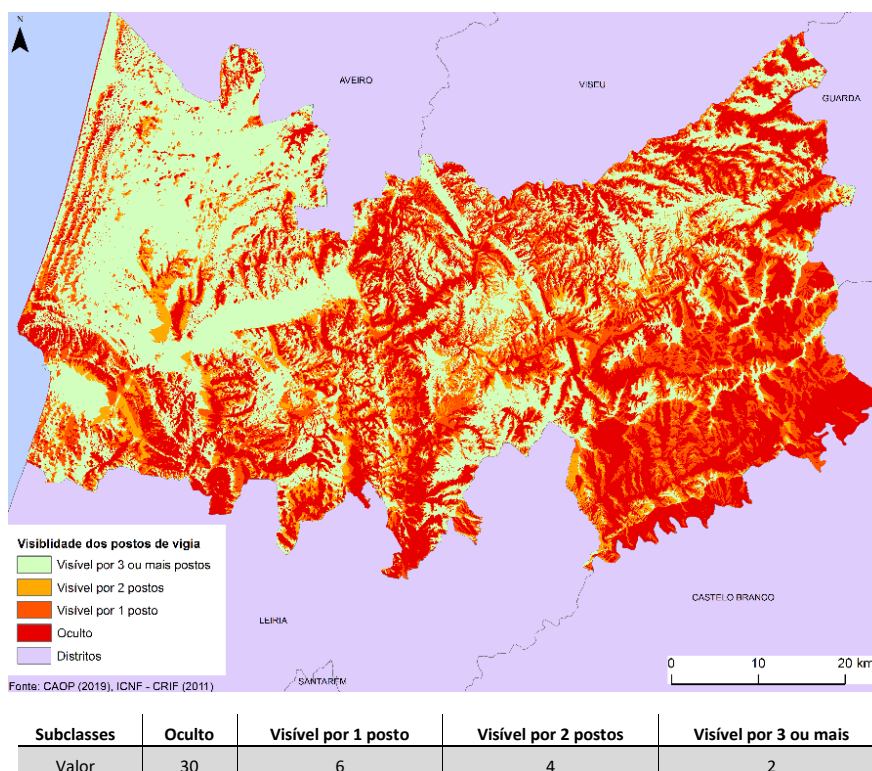 N
AVEIRO
VISEU
GUARDA
Visiblidade dos postos de vigia
Visível por 3 ou mais postos
Visível por 2 postos
Visível por 1 posto
Oculto
Distritos
LEIRIA
CASTELO BRANCO
SANTARÉM
0 10 20 km
Fonte: CAOP (2019), ICNF - CRIF (2011)
Subclasses Oculto Visível por 1 posto Visível por 2 postos Visível por 3 ou mais
Valor 30 6 4 2